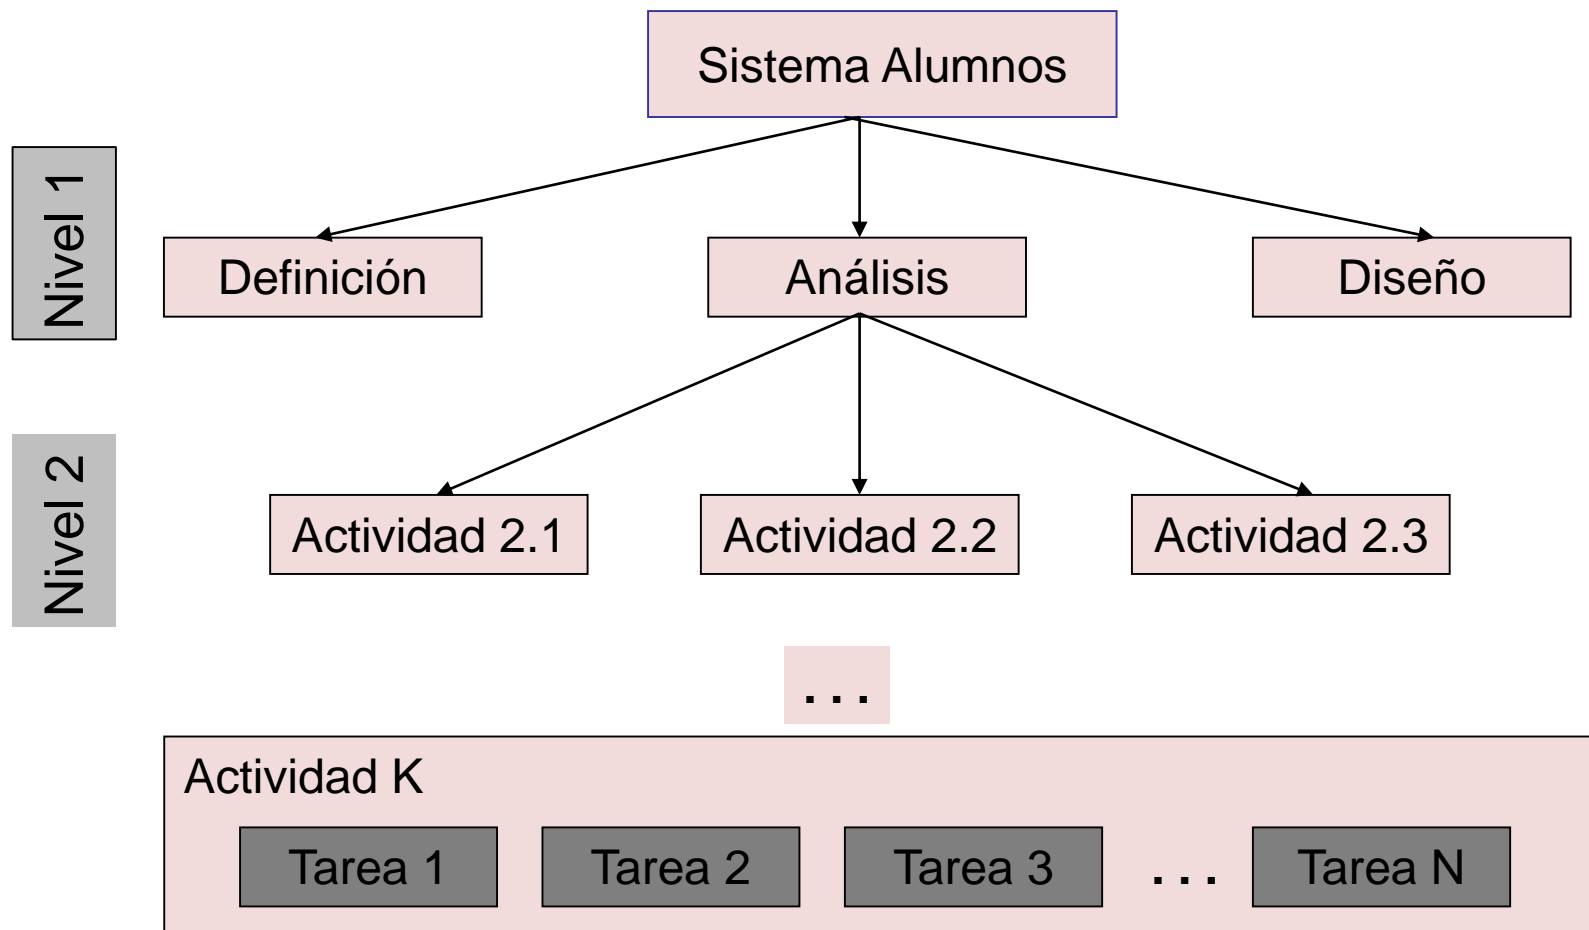 Sistema Alumnos
Nivel 1
Definición
Análisis
Diseño
Nivel 2
Actividad 2.1
Actividad 2.2
Actividad 2.3
. . .
Actividad K
Tarea 1
Tarea 2
Tarea 3
. . .
Tarea N